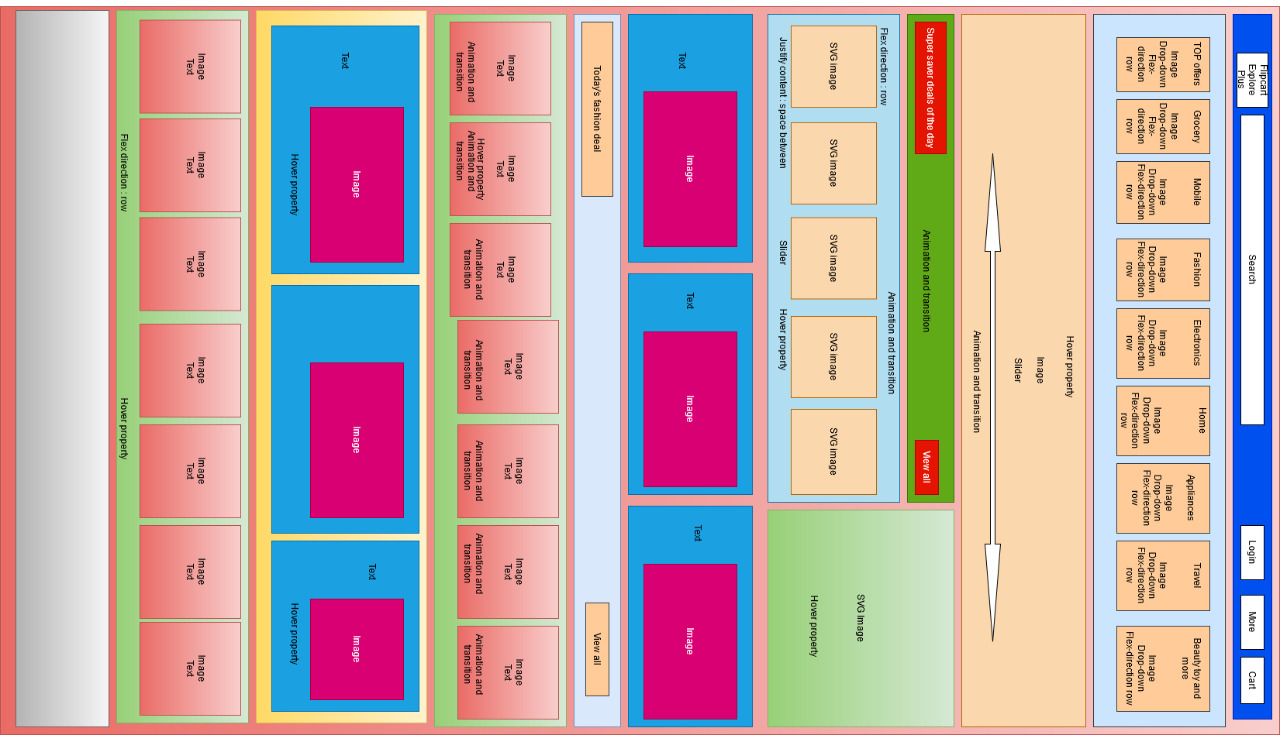 Flipcart
Explore
Plus
Search
Login
More
Cart
TOP offers
Image
Drop-down
Flex-
direction
row
Grocery
Image
Drop-down
Flex-
direction
row
Mobile
Image
Drop-down
Flex-direction
row
Fashion
Image
Drop-down
Flex-direction
row
Electronics
Image
Drop-down
Flex-direction
row
Home
Image
Drop-down
Flex-direction
row
Appliances
Image
Drop-down
Flex-direction
row
Travel
Image
Drop-down
Flex-direction
row
Beauty toy and
more
Image
Drop-down
Flex-direction row
Hover property
Image
Slider
Animation and transition
Super saver deals of the day
Animation and transition
View all
Flex direction : row
Animation and transition
SVG image
SVG image
SVG image
SVG image
SVG image
Justify content : space between
Slider
Hover property
SVG image
Hover property
Text
Image
Text
Image
Text
Image
Today's fashion deal
View all
Image
Text
Animation and
transition
Image
Text
Hover property
Animation and
transition
Image
Text
Animation and
transition
Image
Text
Animation and
transition
Image
Text
Animation and
transition
Image
Text
Animation and
transition
Image
Text
Animation and
transition
Text
Image
Hover property
Image
Text
Image
Hover property
Image
Text
Image
Text
Image
Text
Image
Text
Image
Text
Image
Text
Image
Text
Flex direction : row
Hover property